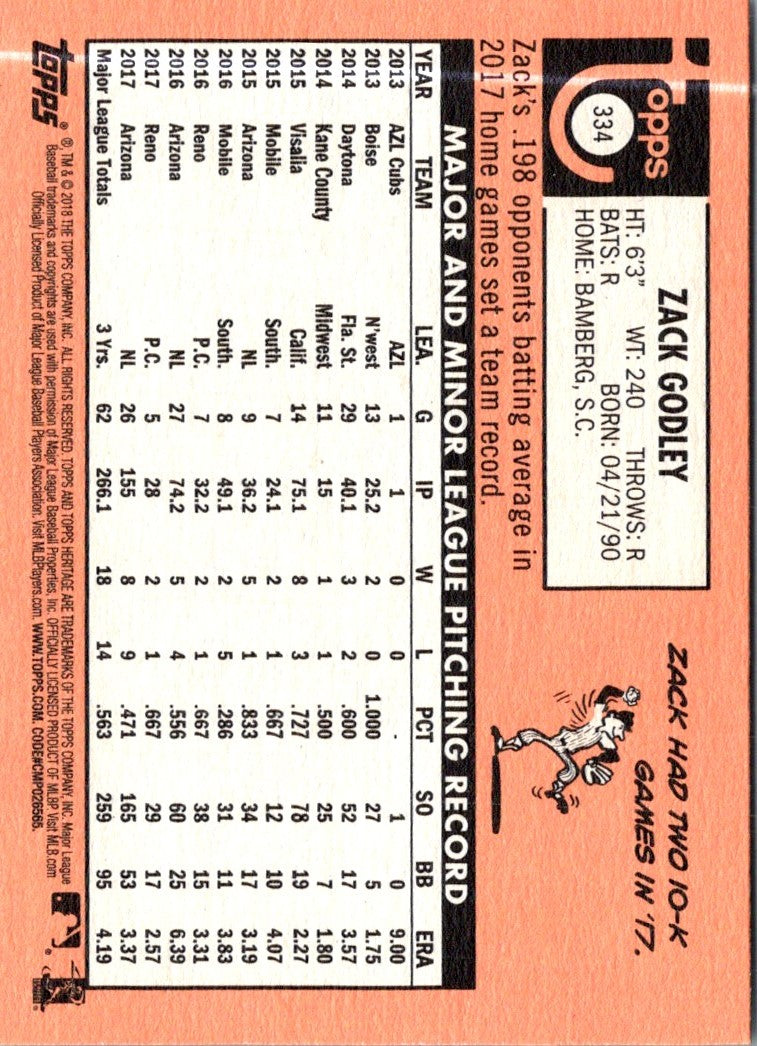 Topps
334
ZACK GODLEY
HT: 6'3" WT: 240 THROWS: R
BATS: R BORN: 04/21/90
HOME: BAMBERG, S.C.
ZACK HAD TWO 10-K
GAMES IN '17.
Zack's .198 opponents batting average in
2017 home games set a team record.
MAJOR AND MINOR LEAGUE PITCHING RECORD
YEAR TEAM LEA. G IP W L PCT SO BB ERA
2013 AZL Cubs AZL 1 1 0 0 . 1 0 9.00
2013 Boise N'west 13 25.2 2 0 1.000 27 5 1.75
2014 Daytona Fla. St. 29 40.1 3 2 .600 52 17 3.57
2014 Kane County Midwest 11 15 1 1 .500 25 7 1.80
2015 Visalia Calif. 14 75.1 8 3 .727 78 19 2.27
2015 Mobile South. 7 24.1 2 1 .667 12 10 4.07
2015 Arizona NL 9 36.2 5 1 .833 34 17 3.19
2016 Mobile South. 8 49.1 2 5 .286 31 11 3.83
2016 Reno P.C. 7 32.2 2 1 .667 38 15 3.31
2016 Arizona NL 27 74.2 5 4 .556 60 25 6.39
2017 Reno P.C. 5 28 2 1 .667 29 17 2.57
2017 Arizona NL 26 155 8 9 .471 165 53 3.37
Major League Totals 3 Yrs. 62 266.1 18 14 .563 259 95 4.19
Topps®
®, TM & © 2018 THE TOPPS COMPANY, INC. ALL RIGHTS RESERVED. TOPPS AND TOPPS HERITAGE ARE TRADEMARKS OF THE TOPPS COMPANY, INC. Major League
Baseball trademarks and copyrights are used with permission of Major League Baseball Properties, Inc. OFFICIALLY LICENSED PRODUCT OF MLBP Visit MLB.com
Officially Licensed Product of Major League Baseball Players Association. Visit MLBPlayers.com. WWW.TOPPS.COM. CODE#CMP026565.